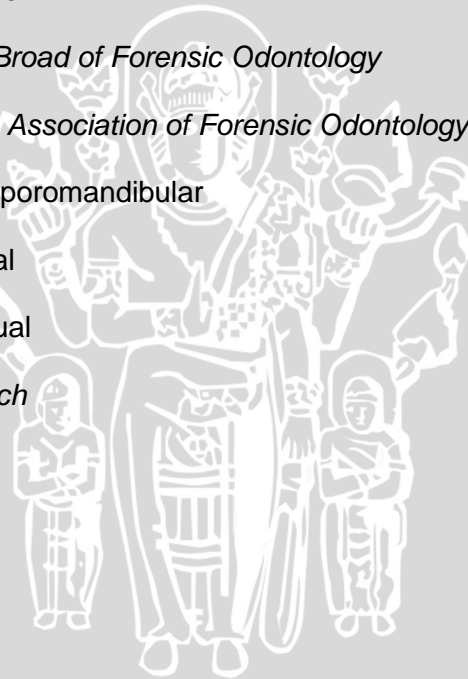 Broad of Forensic Odontology
Association of Forensic Odontology
poromandibular
al
ual
ch